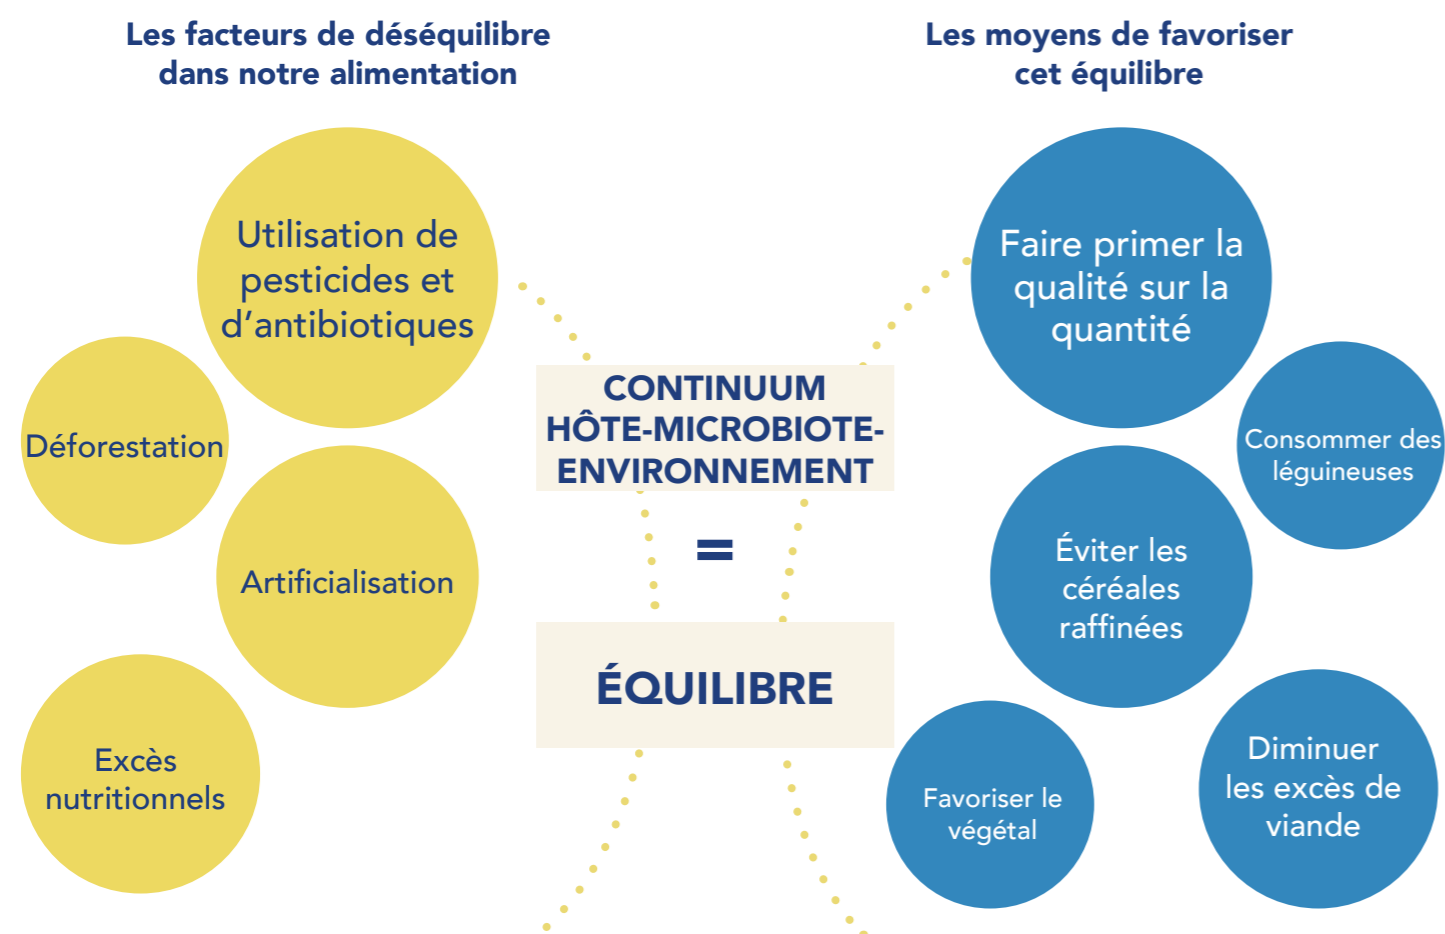 Les facteurs de déséquilibre
dans notre alimentation
Utilisation de
pesticides et
d’antibiotiques
Déforestation
Artificialisation
Excès
nutritionnels
CONTINUUM
HÔTE-MICROBIOTE-
ENVIRONNEMENT
=
ÉQUILIBRE
Les moyens de favoriser
cet équilibre
Faire primer la
qualité sur la
quantité
Consommer des
léguineuses
Éviter les
céréales
raffinées
Favoriser le
végétal
Diminuer
les excès de
viande